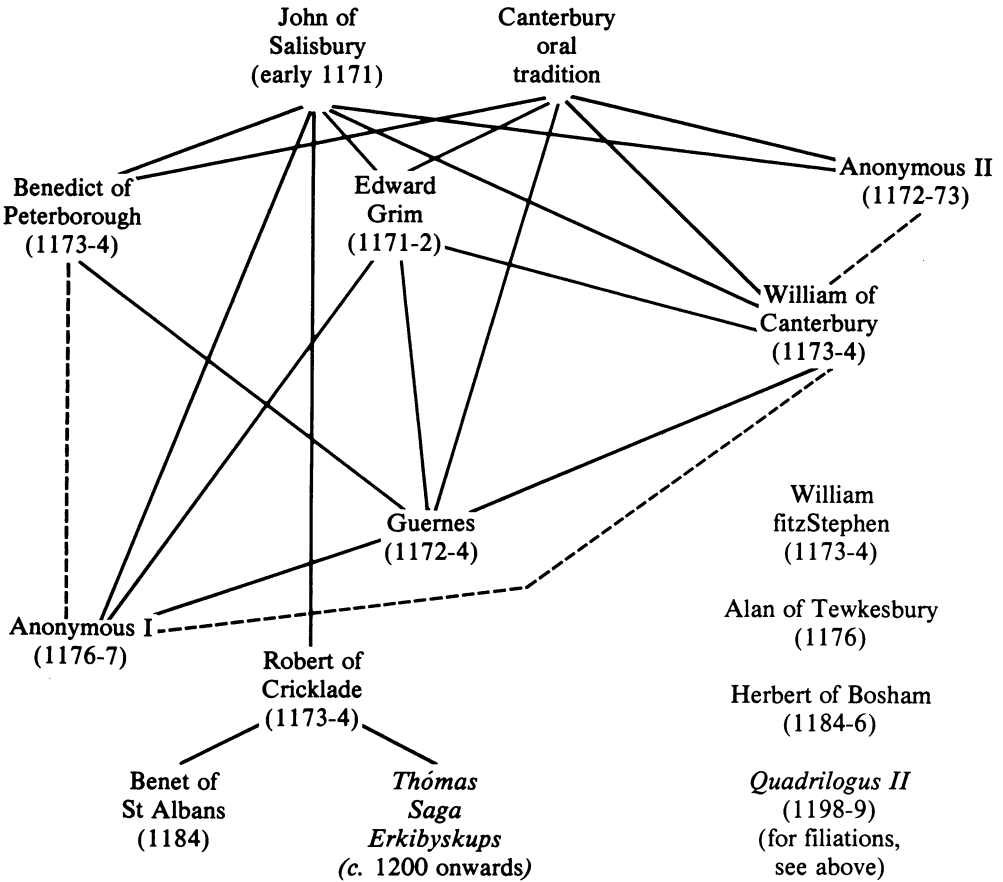 John of
Salisbury
(early 1171)
Canterbury
oral
tradition
Benedict of
Peterborough
(1173-4)
Edward
Grim
(1171-2)
Anonymous II
(1172-73)
William of
Canterbury
(1173-4)
Guernes
(1172-4)
William
fitzStephen
(1173-4)
Anonymous I
(1176-7)
Alan of Tewkesbury
(1176)
Robert of
Cricklade
(1173-4)
Herbert of Bosham
(1184-6)
Benet of
St Albans
(1184)
Thómas
Saga
Erkibyskups
(c. 1200 onwards)
Quadrilogus II
(1198-9)
(for filiations,
see above)